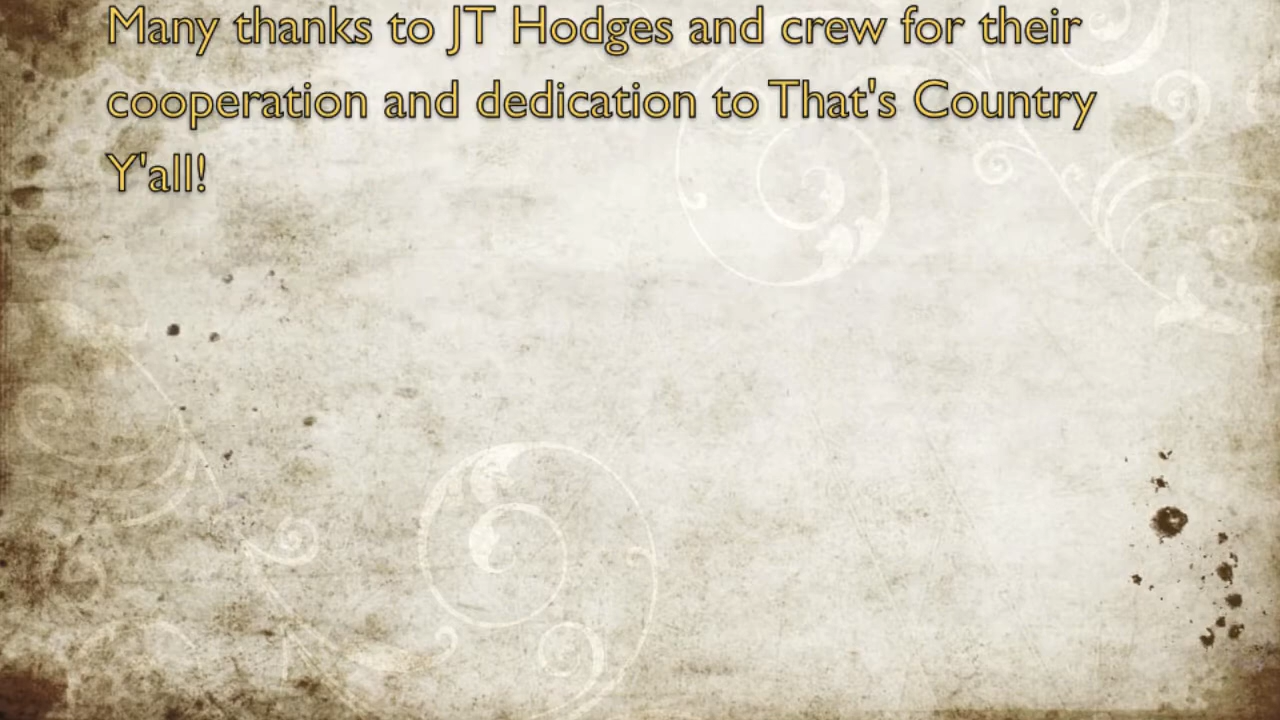 Many thanks to JT Hodges and crew for their
cooperation and dedication to That's Country
Y'all!